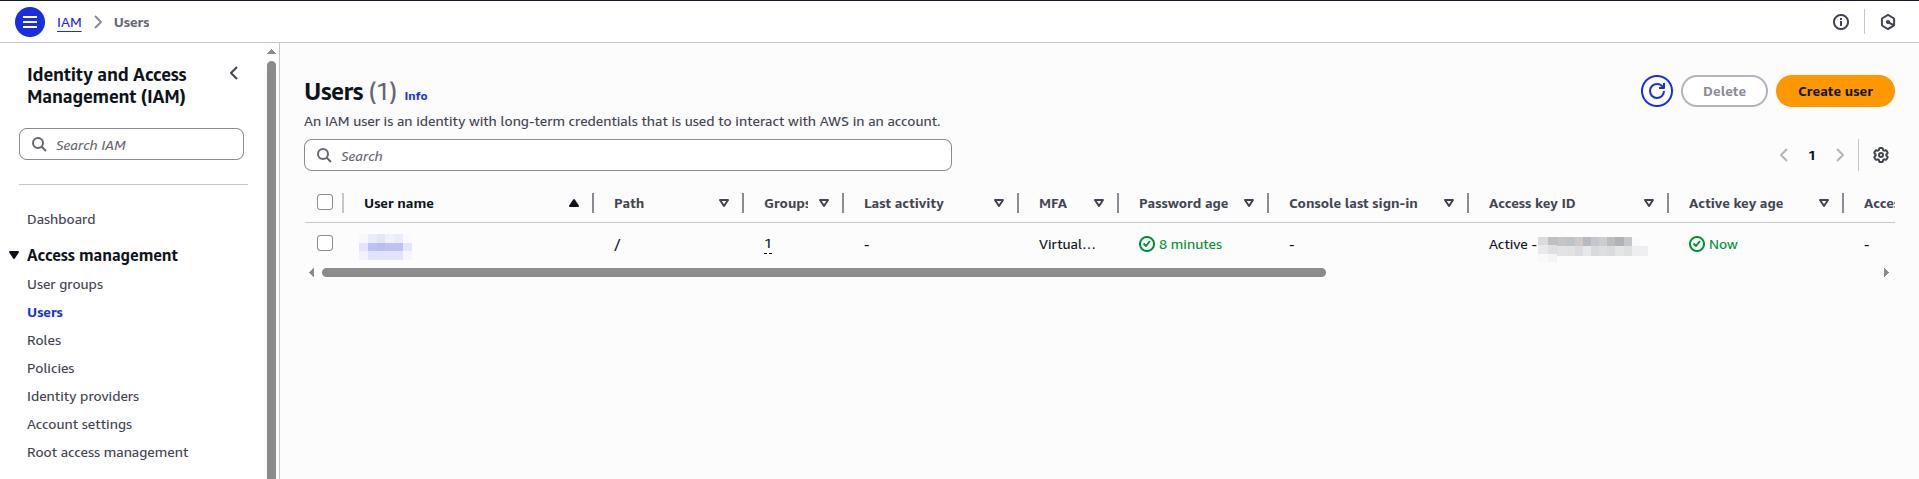 IAM > Users
Identity and Access
Management (IAM)
Search IAM
Dashboard
Access management
User groups
Users
Roles
Policies
Identity providers
Account settings
Root access management
Users (1) Info
Delete
Create user
An IAM user is an identity with long-term credentials that is used to interact with AWS in an account.
Search
1
User name Path Groups Last activity MFA Password age Console last sign-in Access key ID Active key age
/ 1 - Virtual... 8 minutes - Active - Now -